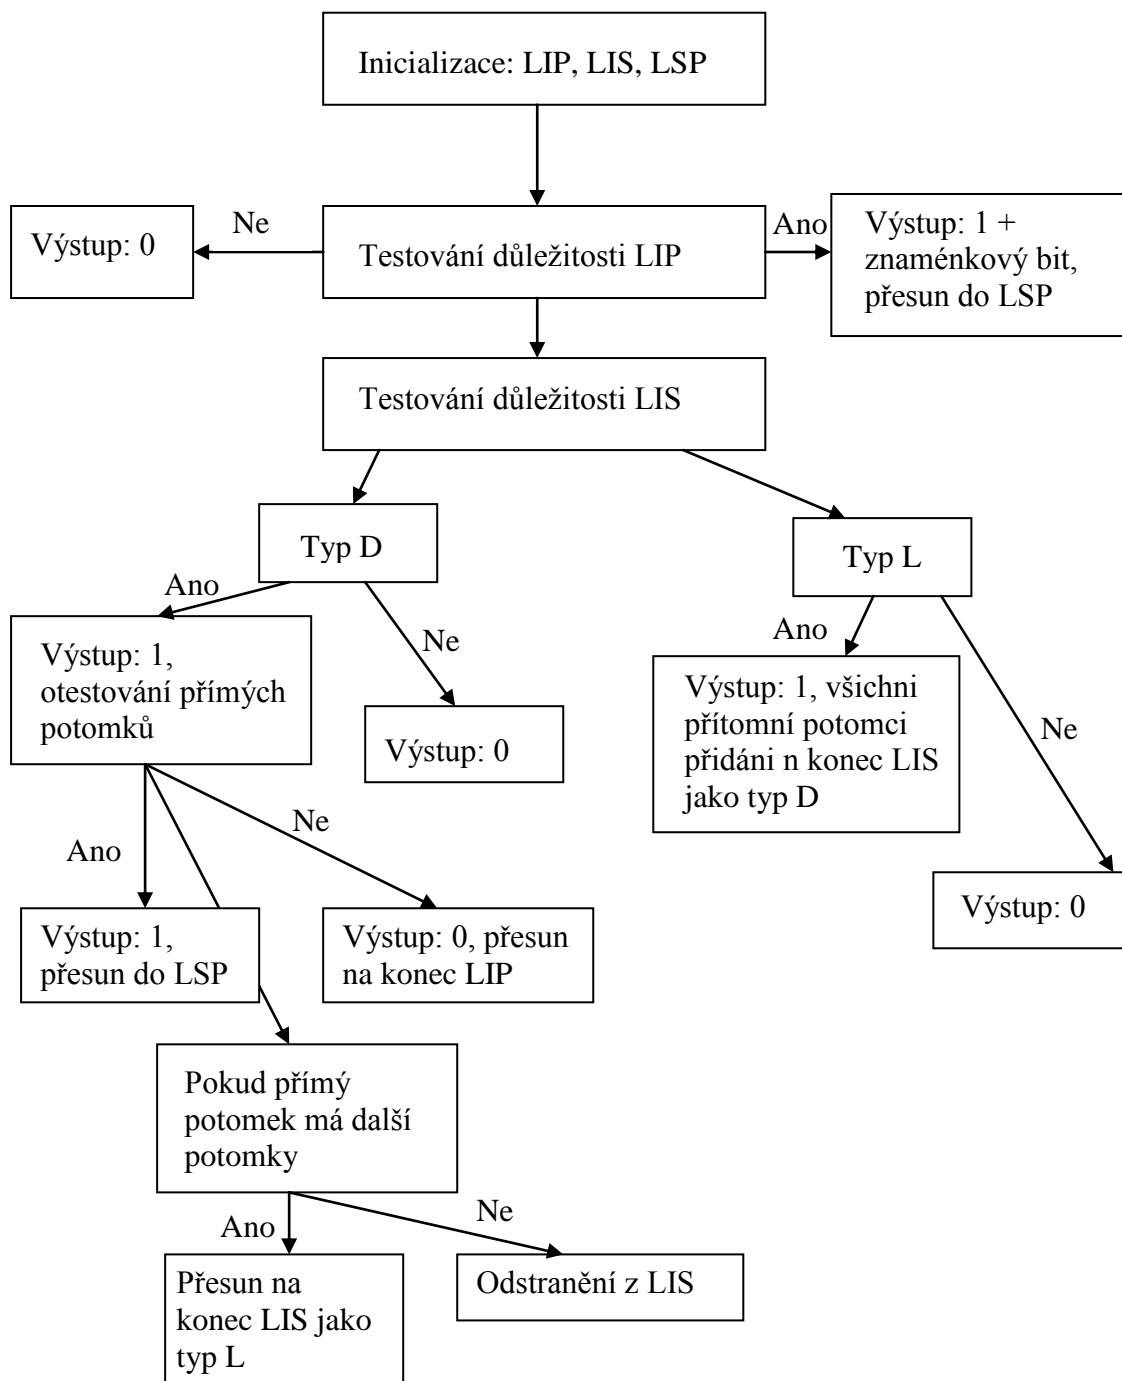 Inicializace: LIP, LIS, LSP
Ne
Ano
Výstup: 0
Testování důležitosti LIP
Výstup: 1 +
znaménkový bit,
přesun do LSP
Testování důležitosti LIS
Typ D
Typ L
Ano
Ne
Ano
Ne
Výstup: 1,
otestování přímých
potomků
Výstup: 0
Výstup: 1, všichni
přítomní potomci
přidáni n konec LIS
jako typ D
Ano
Ne
Výstup: 0
Výstup: 1,
přesun do LSP
Výstup: 0, přesun
na konec LIP
Pokud přímý
potomek má další
potomky
Ano
Ne
Přesun na
konec LIS jako
typ L
Odstranění z LIS